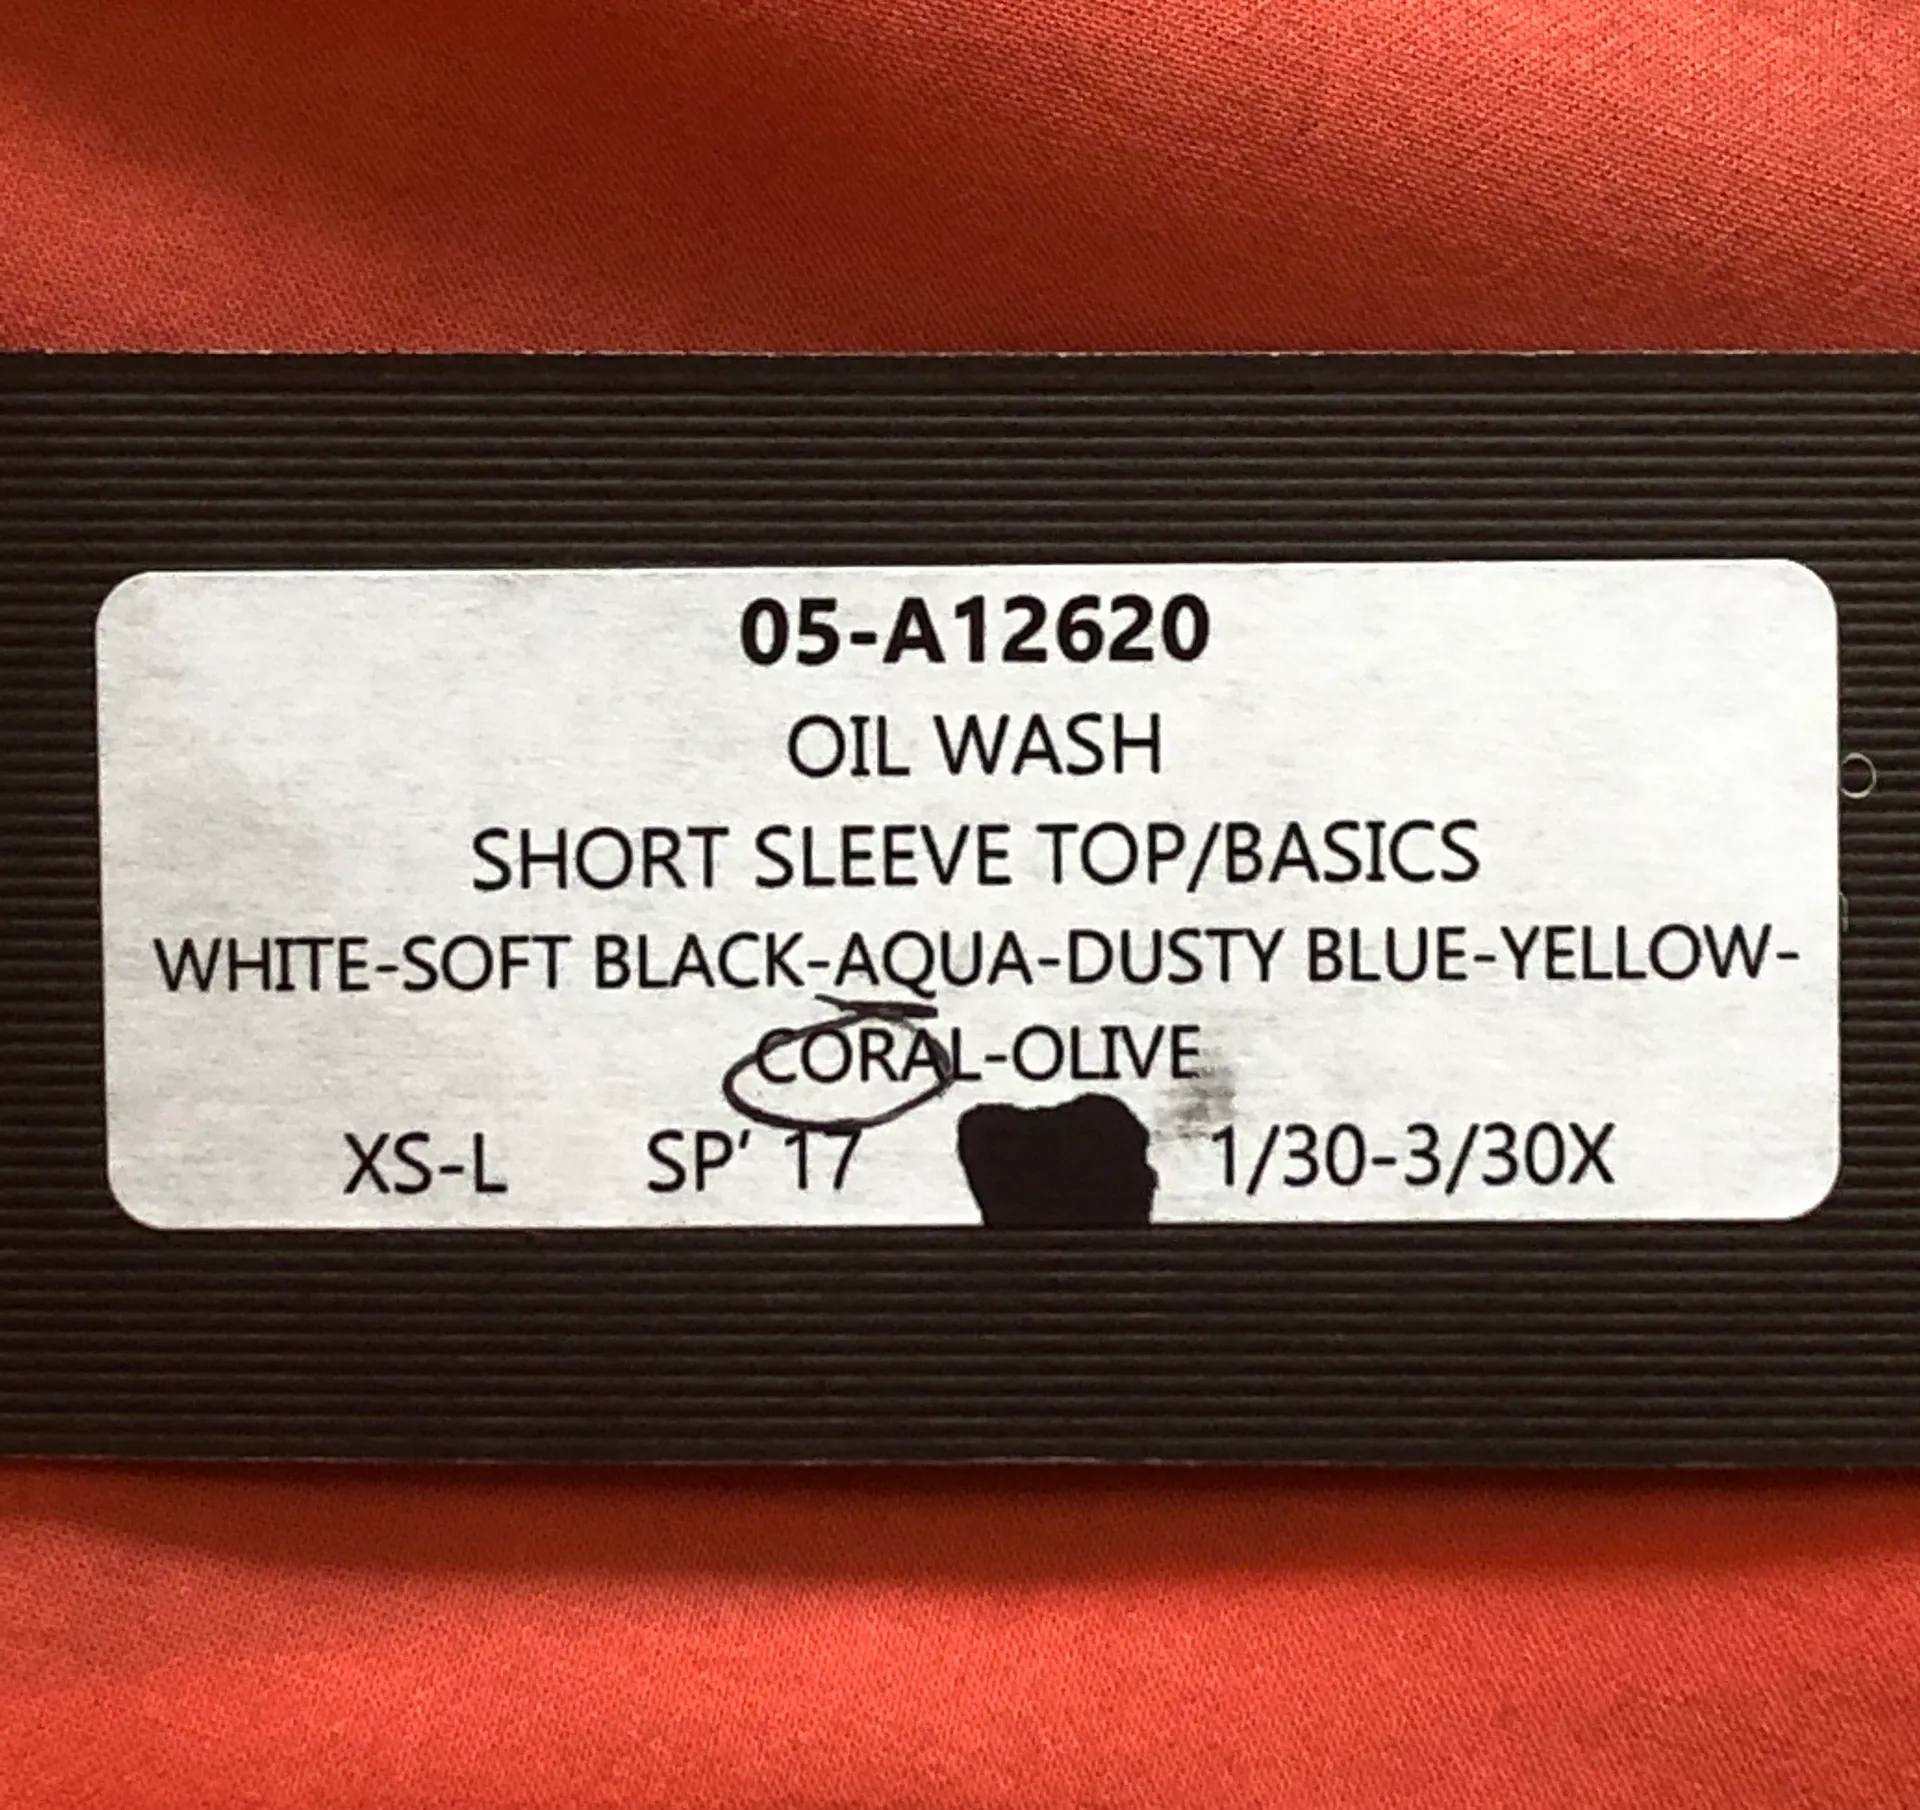 05-A12620
OIL WASH
SHORT SLEEVE TOP/BASICS
WHITE-SOFT BLACK-AQUA-DUSTY BLUE-YELLOW-
CORAL-OLIVE
XS-L SP' 17 1/30-3/30X